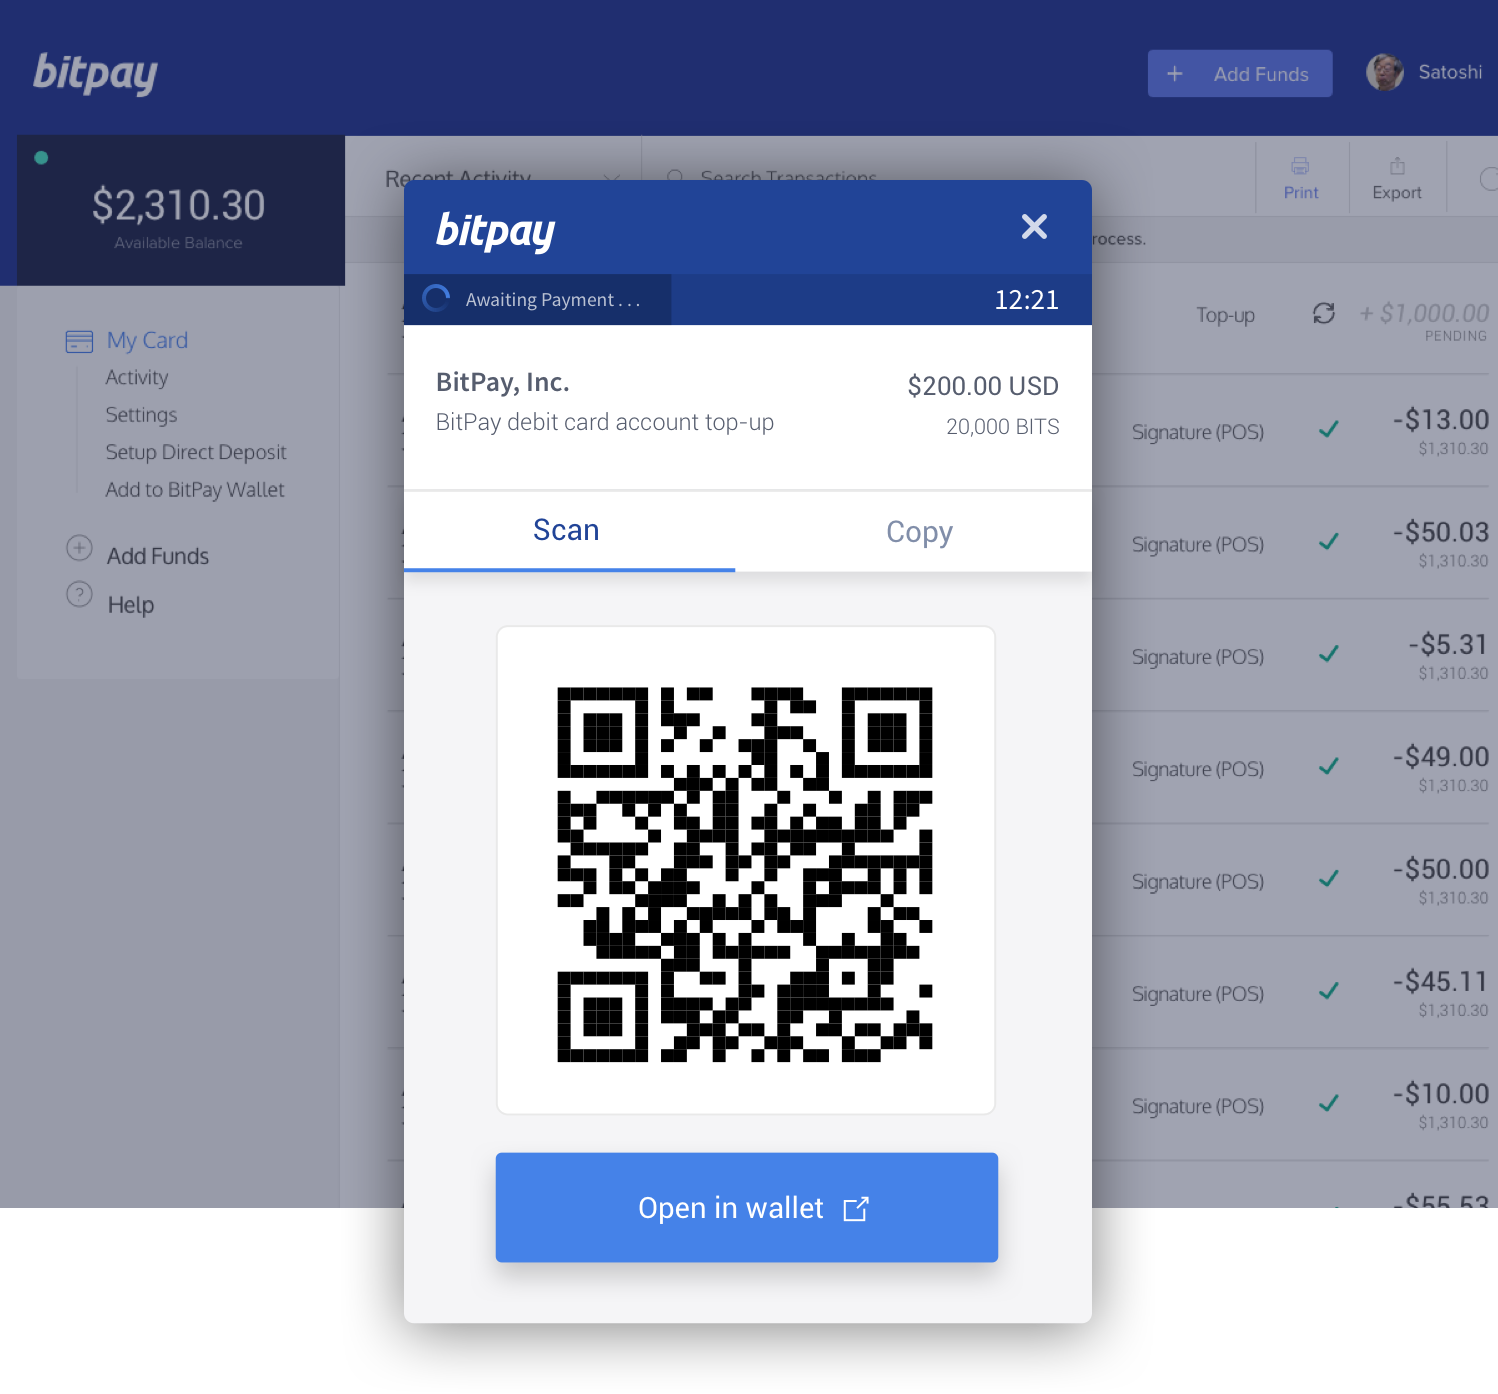 bitpay
+ Add Funds
Satoshi
$2,310.30
Available Balance
Recent Activity
Search Transactions
Print
Export
rocess.
My Card
Activity
Settings
Setup Direct Deposit
Add to BitPay Wallet
Add Funds
Help
bitpay
Awaiting Payment . . .
12:21
BitPay, Inc.
$200.00 USD
BitPay debit card account top-up
20,000 BITS
Scan
Copy
Open in wallet
Top-up
+ $1,000.00
PENDING
Signature (POS)
-$13.00
$1,310.30
Signature (POS)
-$50.03
$1,310.30
Signature (POS)
-$5.31
$1,310.30
Signature (POS)
-$49.00
$1,310.30
Signature (POS)
-$50.00
$1,310.30
Signature (POS)
-$45.11
$1,310.30
Signature (POS)
-$10.00
$1,310.30
-$55.53